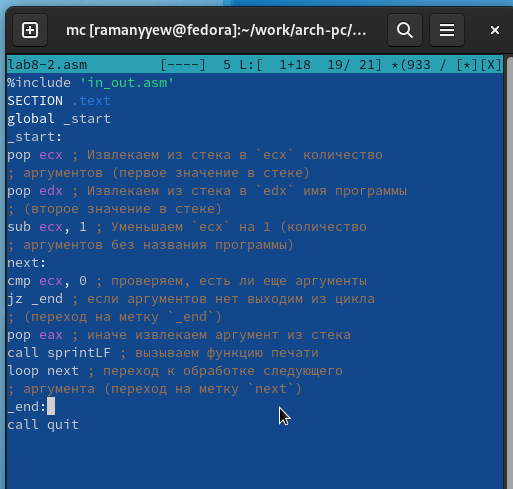 mc [ramanyyew@fedora]:~/work/arch-pc/...
lab8-2.asm [----] 5 L:[ 1+18 19/ 21] *(933 / [*][X]
%include 'in_out.asm'
SECTION .text
global _start
_start:
pop ecx ; Извлекаем из стека в `ecx` количество
; аргументов (первое значение в стеке)
pop edx ; Извлекаем из стека в `edx` имя программы
; (второе значение в стеке)
sub ecx, 1 ; Уменьшаем `ecx` на 1 (количество
; аргументов без названия программы)
next:
cmp ecx, 0 ; проверяем, есть ли еще аргументы
jz _end ; если аргументов нет выходим из цикла
; (переход на метку `_end`)
pop eax ; иначе извлекаем аргумент из стека
call sprintLF ; вызываем функцию печати
loop next ; переход к обработке следующего
; аргумента (переход на метку `next`)
_end:
call quit